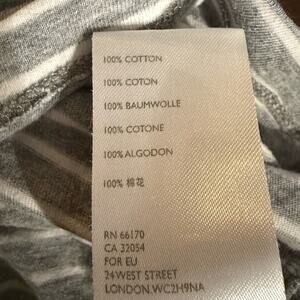 100% COTTON
100% COTON
100% BAUMWOLLE
100% COTONE
100% ALGODON
100% 棉花
RN 66170
CA 32054
FOR EU
24 WEST STREET
LONDON, WC2H9NA